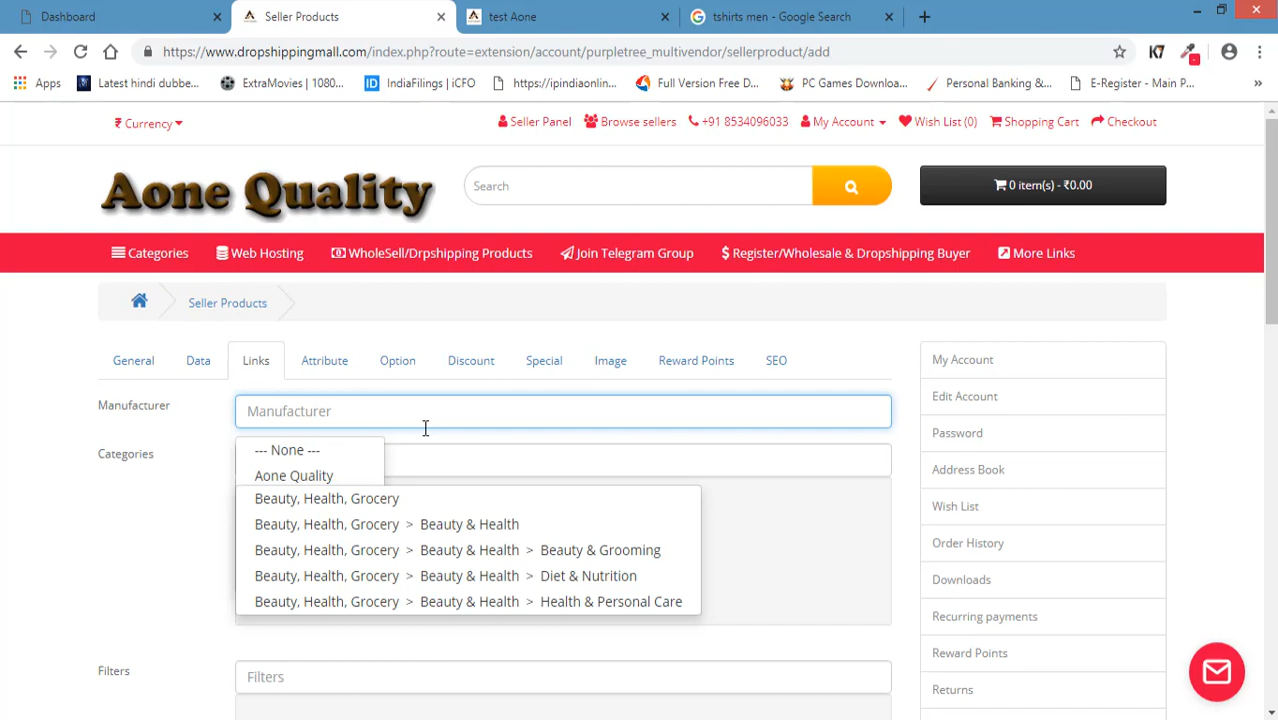 Dashboard
Seller Products
test Aone
tshirts men - Google Search
https://www.dropshippingmall.com/index.php?route=extension/account/purpletree_multivendor/sellerproduct/add
Apps
Latest hindi dubbe...
ExtraMovies | 1080...
IndiaFilings | iCFO
https://ipindiaonlin...
Full Version Free D...
PC Games Downloa...
Personal Banking &...
E-Register - Main P...
»
₹ Currency
Seller Panel
Browse sellers
+91 8534096033
My Account
Wish List (0)
Shopping Cart
Checkout
Aone Quality
Search
0 item(s) - ₹0.00
Categories
Web Hosting
WholeSell/Drpshipping Products
Join Telegram Group
$ Register/Wholesale & Dropshipping Buyer
More Links
Seller Products
General
Data
Links
Attribute
Option
Discount
Special
Image
Reward Points
SEO
Manufacturer
Manufacturer
--- None ---
Aone Quality
Categories
Beauty, Health, Grocery
Beauty, Health, Grocery > Beauty & Health
Beauty, Health, Grocery > Beauty & Health > Beauty & Grooming
Beauty, Health, Grocery > Beauty & Health > Diet & Nutrition
Beauty, Health, Grocery > Beauty & Health > Health & Personal Care
Filters
Filters
My Account
Edit Account
Password
Address Book
Wish List
Order History
Downloads
Recurring payments
Reward Points
Returns